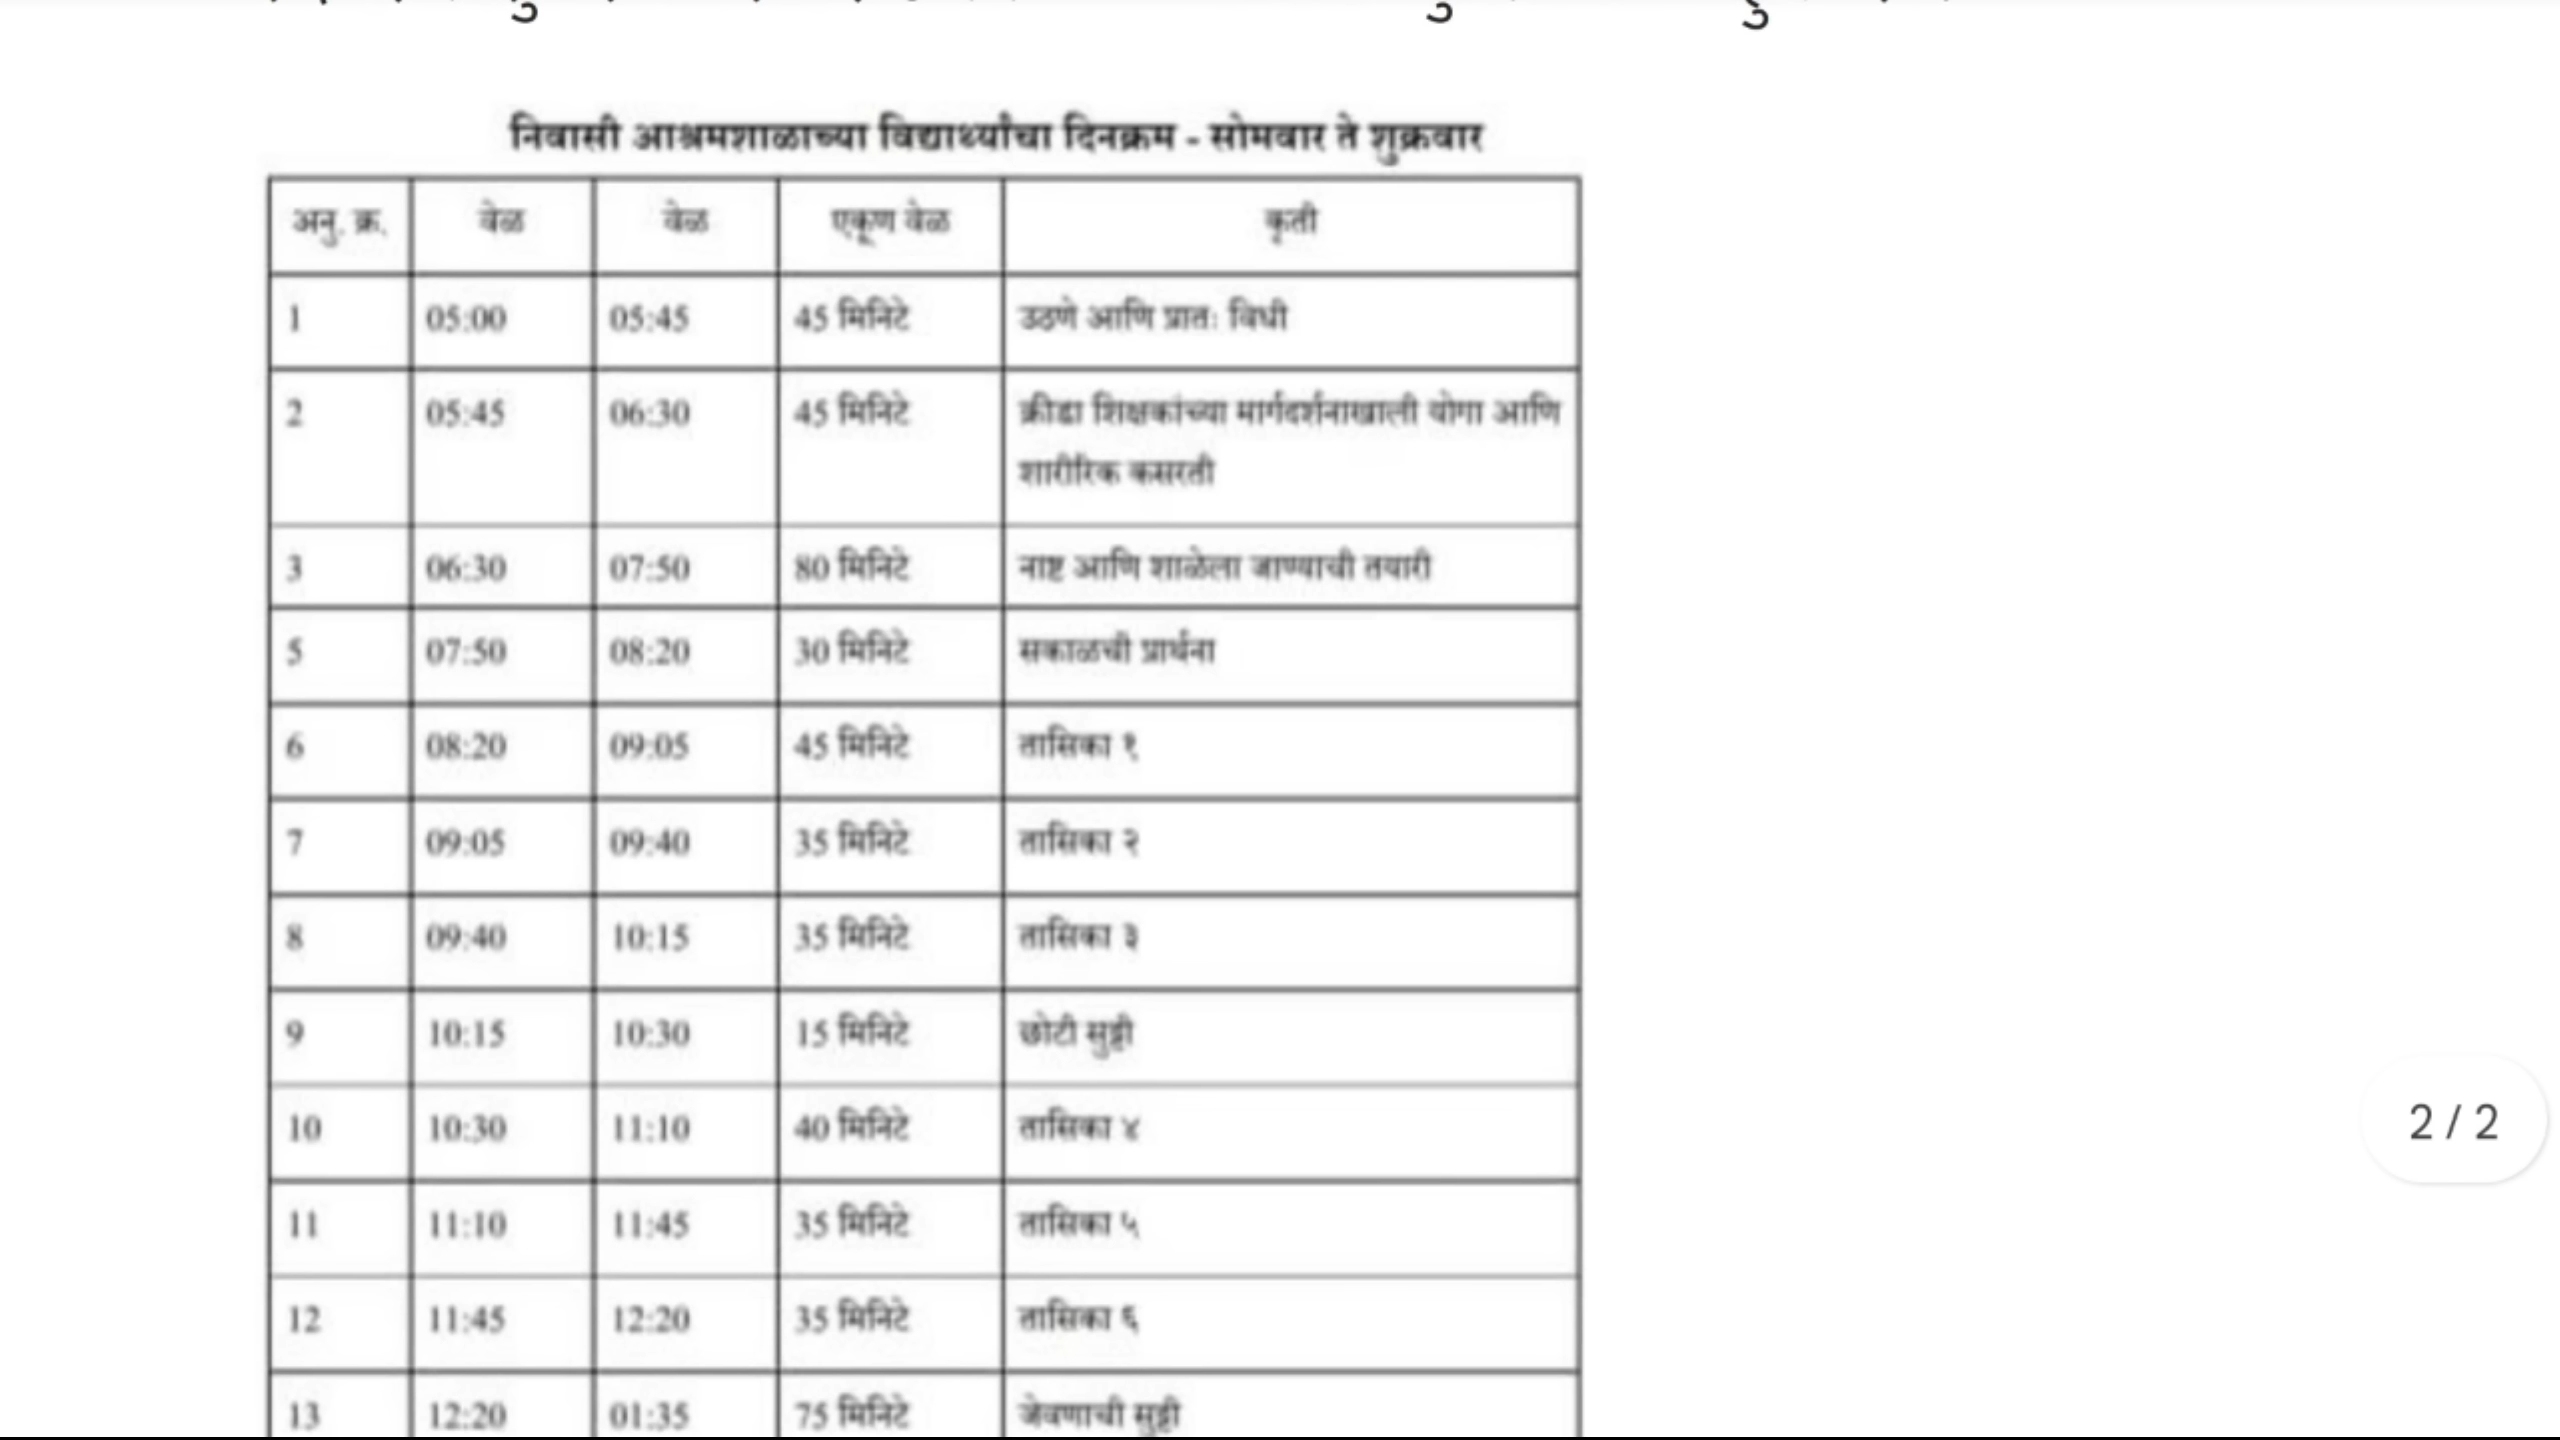 निवासी आश्रमशाळाच्या विद्यार्थ्यांचा दिनक्रम - सोमवार ते शुक्रवार
अनु. क्र. वेळ वेळ एकूण वेळ कृती
1 05:00 05:45 45 मिनिटे उठणे आणि प्रातः विधी
2 05:45 06:30 45 मिनिटे क्रीडा शिक्षकांच्या मार्गदर्शनाखाली योगा आणि
शारीरिक कसरती
3 06:30 07:50 80 मिनिटे नाष्ट आणि शाळेला जाण्याची तयारी
5 07:50 08:20 30 मिनिटे सकाळची प्रार्थना
6 08:20 09:05 45 मिनिटे तासिका १
7 09:05 09:40 35 मिनिटे तासिका २
8 09:40 10:15 35 मिनिटे तासिका ३
9 10:15 10:30 15 मिनिटे छोटी सुट्टी
10 10:30 11:10 40 मिनिटे तासिका ४
11 11:10 11:45 35 मिनिटे तासिका ५
12 11:45 12:20 35 मिनिटे तासिका ६
13 12:20 01:35 75 मिनिटे जेवणाची सुट्टी
2 / 2